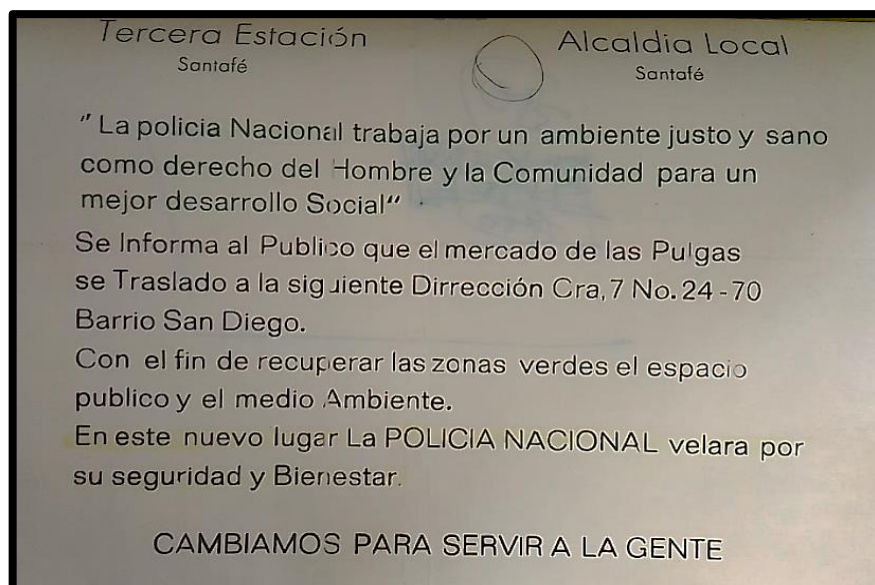 Tercera Estación
Santafé
Alcaldia Local
Santafé
" La policia Nacional trabaja por un ambiente justo y sano
como derecho del Hombre y la Comunidad para un
mejor desarrollo Social"
Se Informa al Publico que el mercado de las Pulgas
se Traslado a la siguiente Dirrección Cra, 7 No. 24 - 70
Barrio San Diego.
Con el fin de recuperar las zonas verdes el espacio
publico y el medio Ambiente.
En este nuevo lugar La POLICIA NACIONAL velara por
su seguridad y Bienestar.
CAMBIAMOS PARA SERVIR A LA GENTE